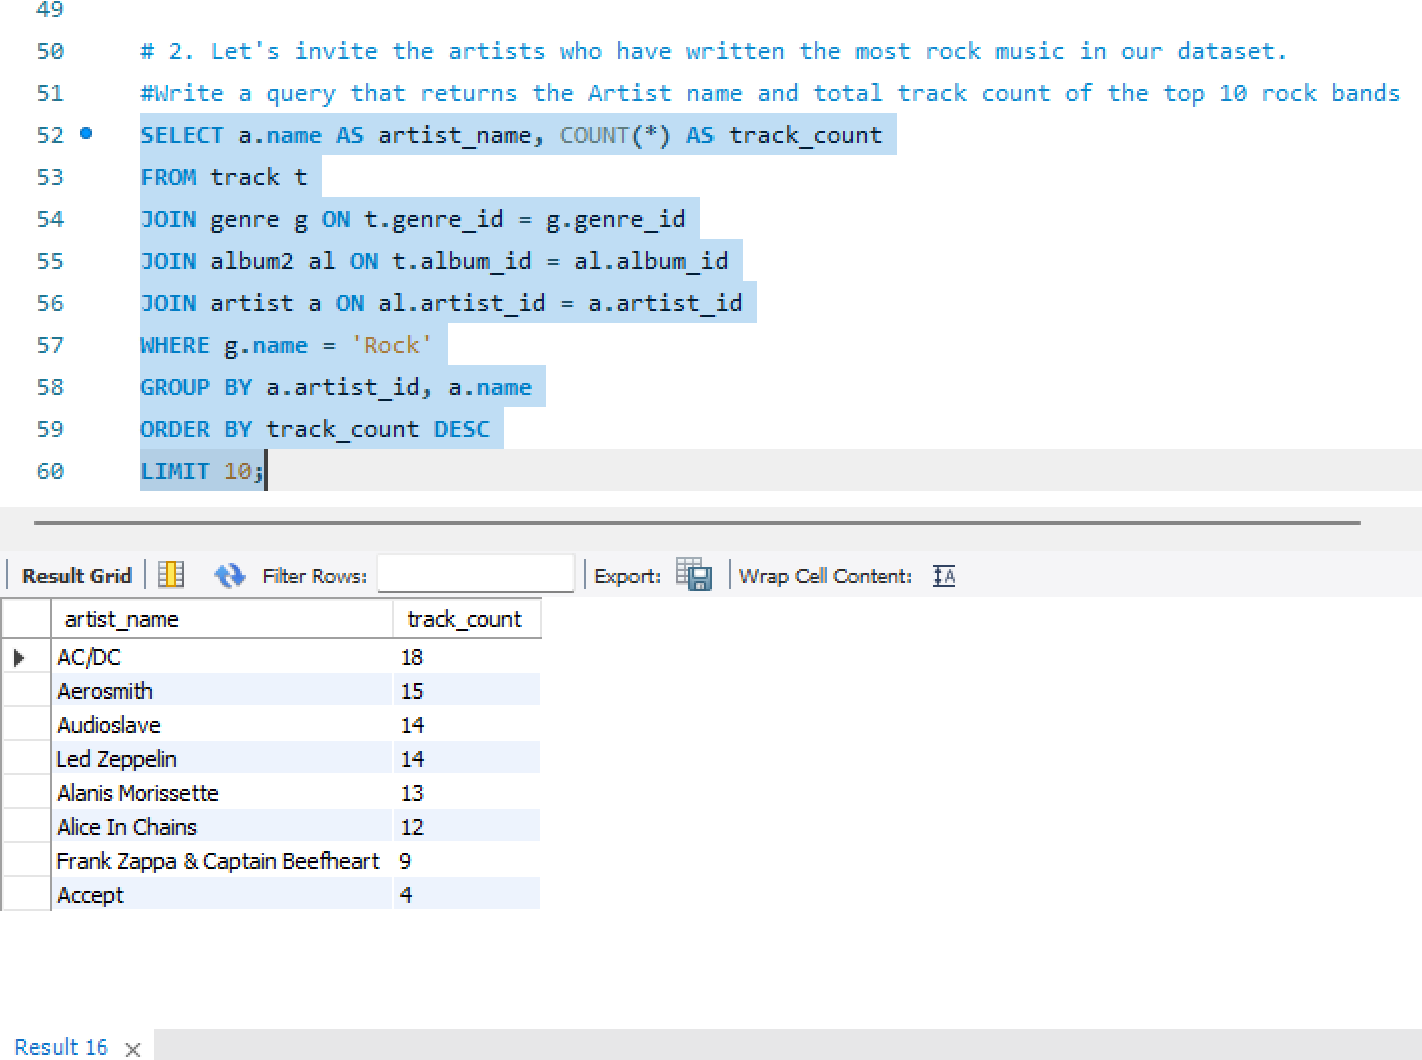 49
50 # 2. Let's invite the artists who have written the most rock music in our dataset.
51 #Write a query that returns the Artist name and total track count of the top 10 rock bands
52 SELECT a.name AS artist_name, COUNT(*) AS track_count
53 FROM track t
54 JOIN genre g ON t.genre_id = g.genre_id
55 JOIN album2 al ON t.album_id = al.album_id
56 JOIN artist a ON al.artist_id = a.artist_id
57 WHERE g.name = 'Rock'
58 GROUP BY a.artist_id, a.name
59 ORDER BY track_count DESC
60 LIMIT 10;
Result Grid Filter Rows: Export: Wrap Cell Content: IA
artist_name track_count
AC/DC 18
Aerosmith 15
Audioslave 14
Led Zeppelin 14
Alanis Morissette 13
Alice In Chains 12
Frank Zappa & Captain Beefheart 9
Accept 4
Result 16